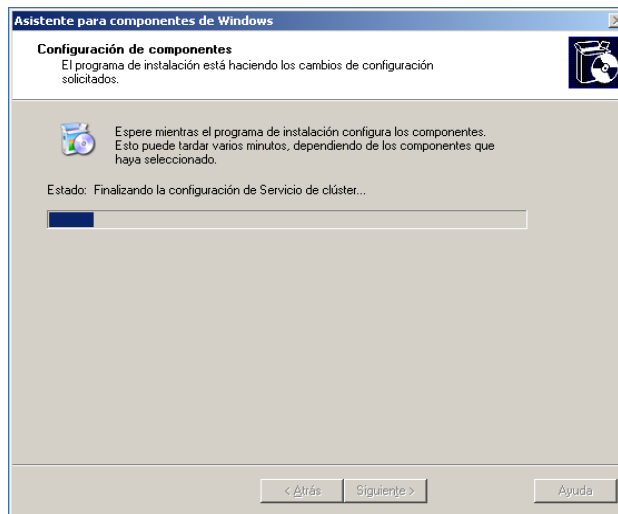 Asistente para componentes de Windows
Configuración de componentes
El programa de instalación está haciendo los cambios de configuración
solicitados.
Espere mientras el programa de instalación configura los componentes.
Esto puede tardar varios minutos, dependiendo de los componentes que
haya seleccionado.
Estado: Finalizando la configuración de Servicio de clúster...
< Atrás Siguiente > Ayuda